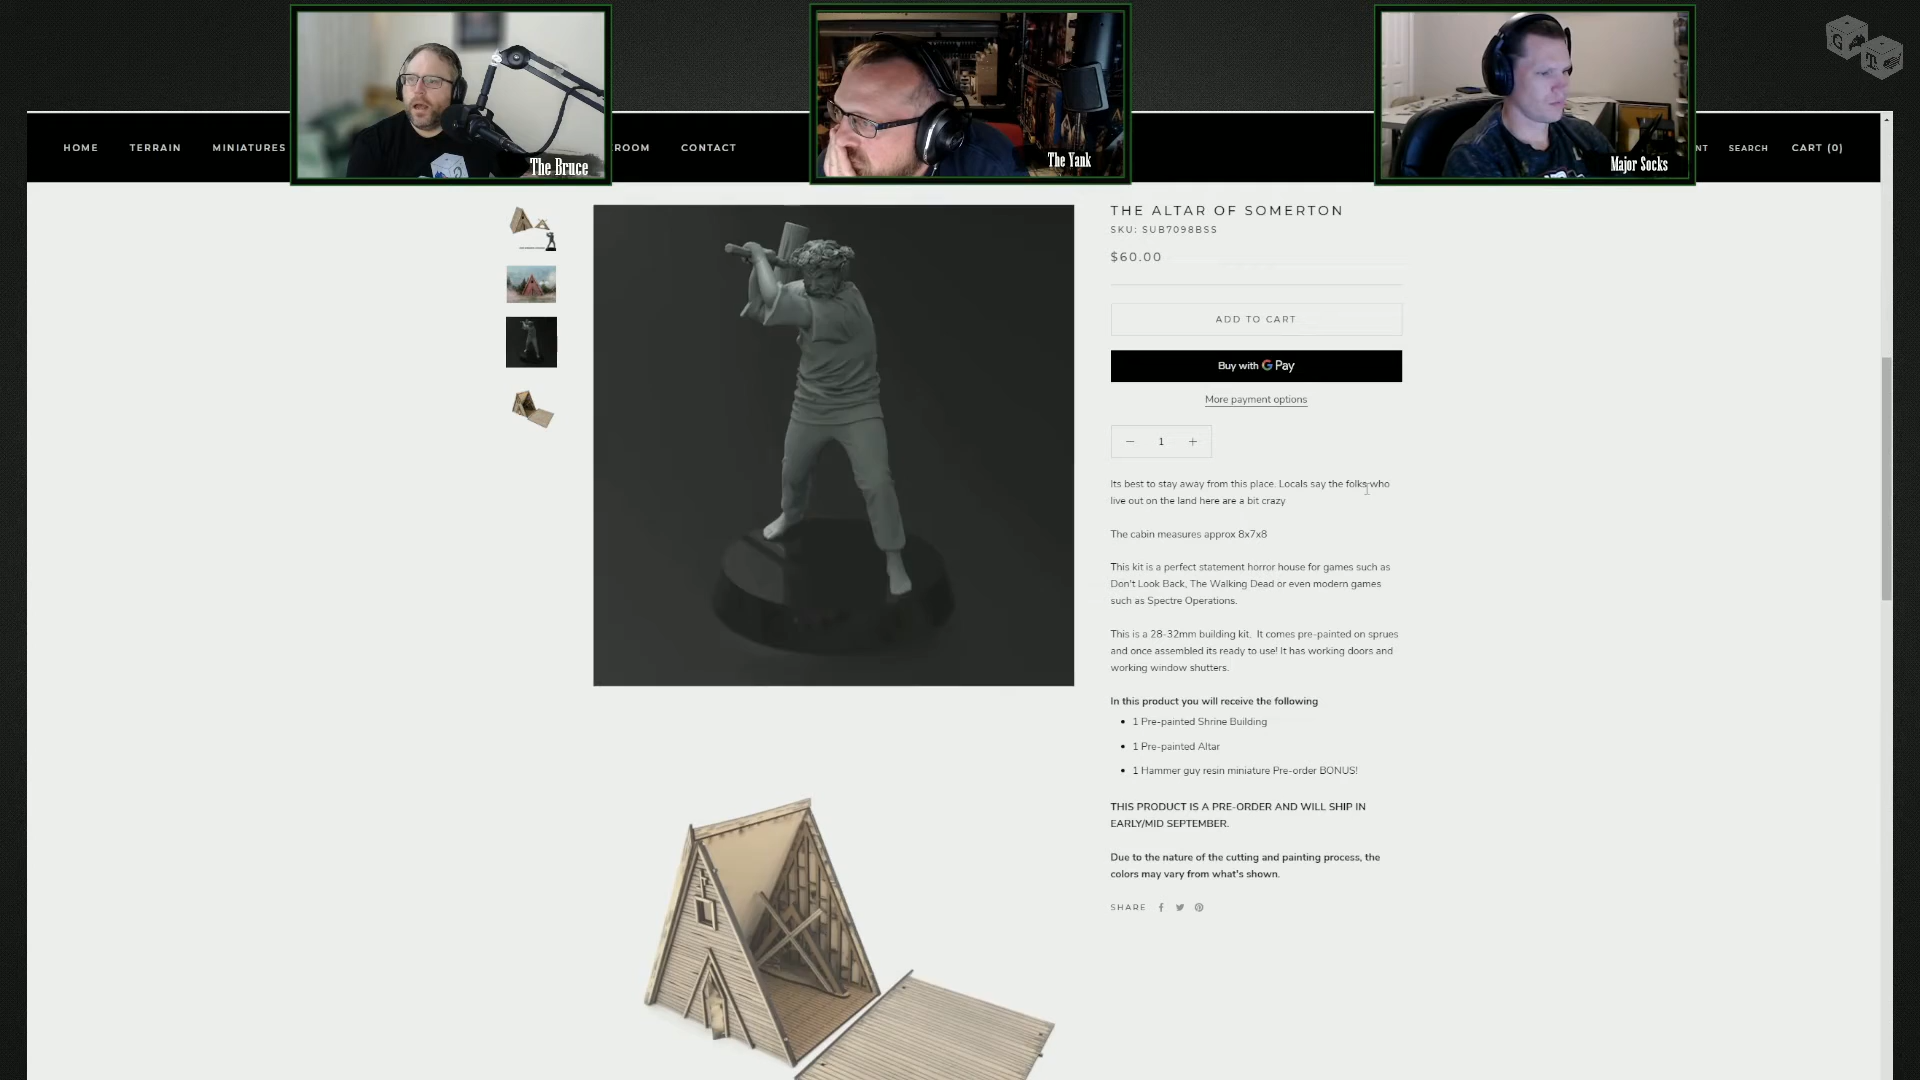 The Bruce
The Yank
Major Socks
G
T
HOME TERRAIN MINIATURES ROOM CONTACT NT SEARCH CART (0)
THE ALTAR OF SOMERTON
SKU: SUB7098BSS
$60.00
ADD TO CART
Buy with G Pay
More payment options
− 1 +
Its best to stay away from this place. Locals say the folks who
live out on the land here are a bit crazy
The cabin measures approx 8x7x8
This kit is a perfect statement horror house for games such as
Don't Look Back, The Walking Dead or even modern games
such as Spectre Operations.
This is a 28-32mm building kit. It comes pre-painted on sprues
and once assembled its ready to use! It has working doors and
working window shutters.
In this product you will receive the following
• 1 Pre-painted Shrine Building
• 1 Pre-painted Altar
• 1 Hammer guy resin miniature Pre-order BONUS!
THIS PRODUCT IS A PRE-ORDER AND WILL SHIP IN
EARLY/MID SEPTEMBER.
Due to the nature of the cutting and painting process, the
colors may vary from what's shown.
SHARE